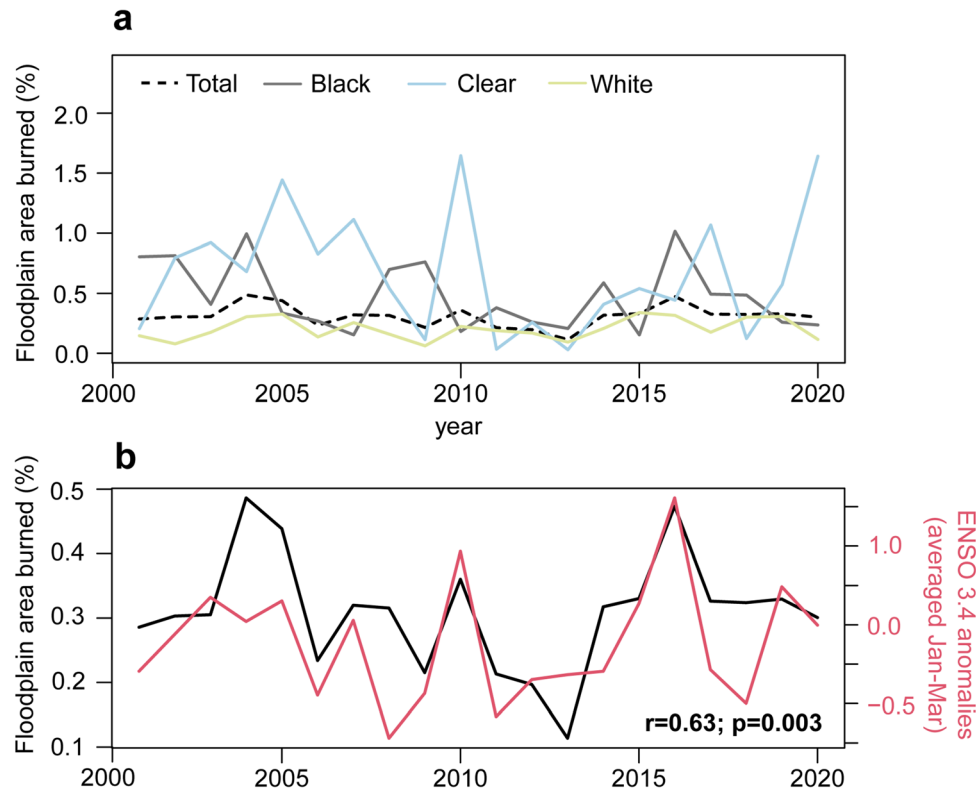 a
Floodplain area burned (%)
Total
Black
Clear
White
2.0
1.5
1.0
0.5
0.0
2000
2005
2010
2015
2020
year
b
Floodplain area burned (%)
0.5
0.4
0.3
0.2
0.1
1.0
0.0
−0.5
ENSO 3.4 anomalies
(averaged Jan-Mar)
r=0.63; p=0.003
2000
2005
2010
2015
2020